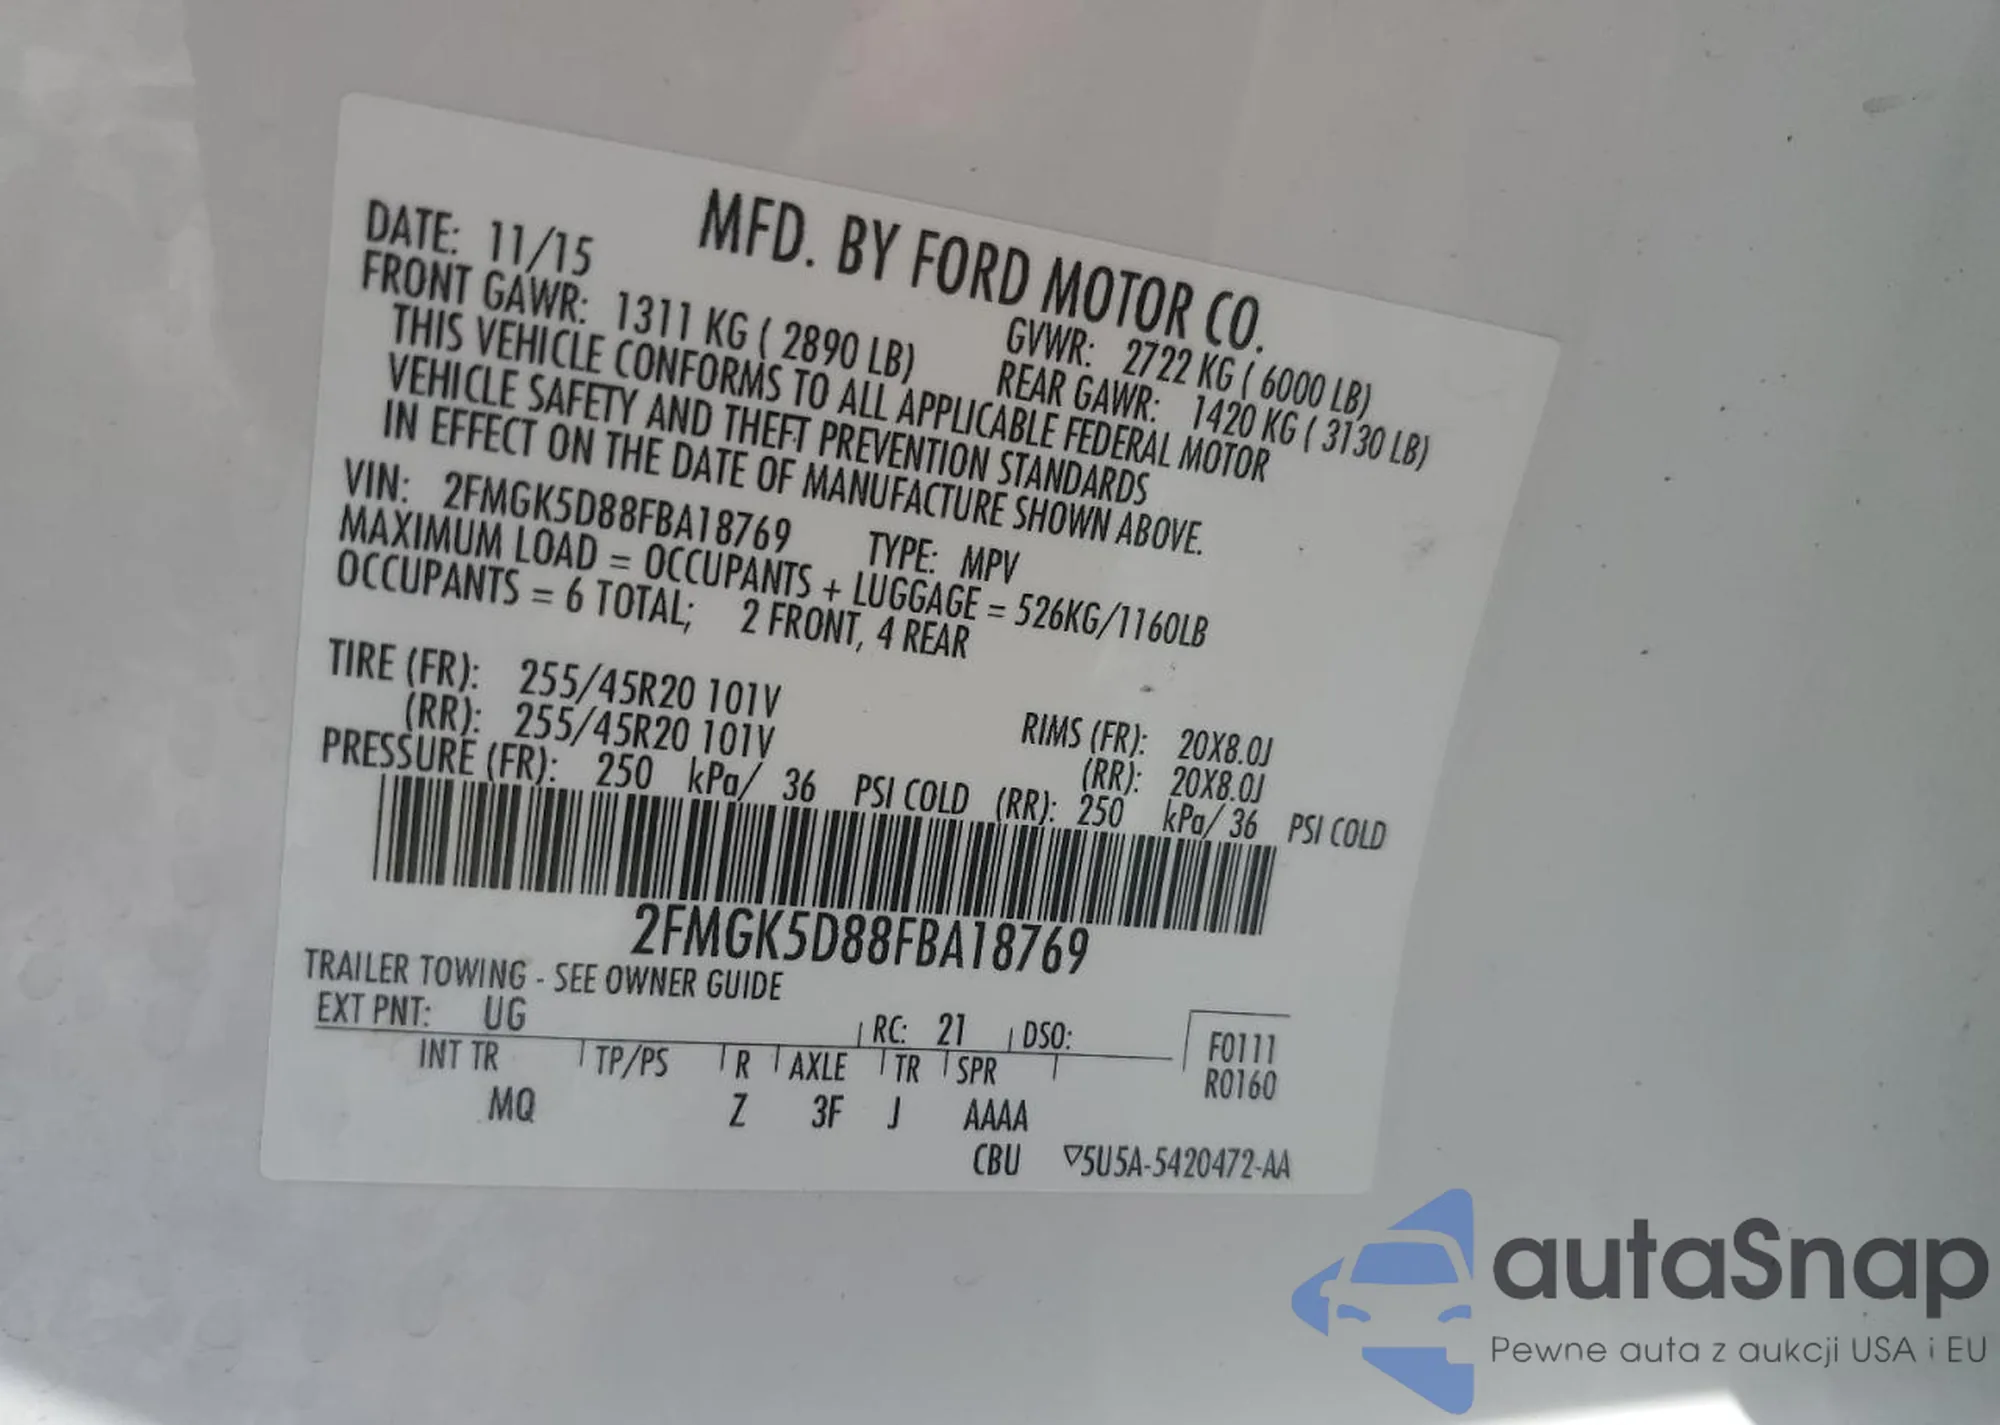 MFD. BY FORD MOTOR CO.
DATE: 11/15
GVWR: 2722 KG ( 6000 LB)
FRONT GAWR: 1311 KG ( 2890 LB)
REAR GAWR: 1420 KG ( 3130 LB)
THIS VEHICLE CONFORMS TO ALL APPLICABLE FEDERAL MOTOR
VEHICLE SAFETY AND THEFT PREVENTION STANDARDS
IN EFFECT ON THE DATE OF MANUFACTURE SHOWN ABOVE.
VIN: 2FMGK5D88FBA18769 TYPE: MPV
MAXIMUM LOAD = OCCUPANTS + LUGGAGE = 526KG/1160LB
OCCUPANTS = 6 TOTAL; 2 FRONT, 4 REAR
TIRE (FR): 255/45R20 101V RIMS (FR): 20X8.0J
(RR): 255/45R20 101V (RR): 20X8.0J
PRESSURE (FR): 250 kPa/ 36 PSI COLD (RR): 250 kPa/ 36 PSI COLD
2FMGK5D88FBA18769
TRAILER TOWING - SEE OWNER GUIDE
EXT PNT: UG RC: 21 DSO:
F0111
R0160
INT TR TP/PS R AXLE TR SPR
MQ Z 3F J AAAA
CBU ▽5U5A-5420472-AA
autaSnap
Pewne auta z aukcji USA i EU